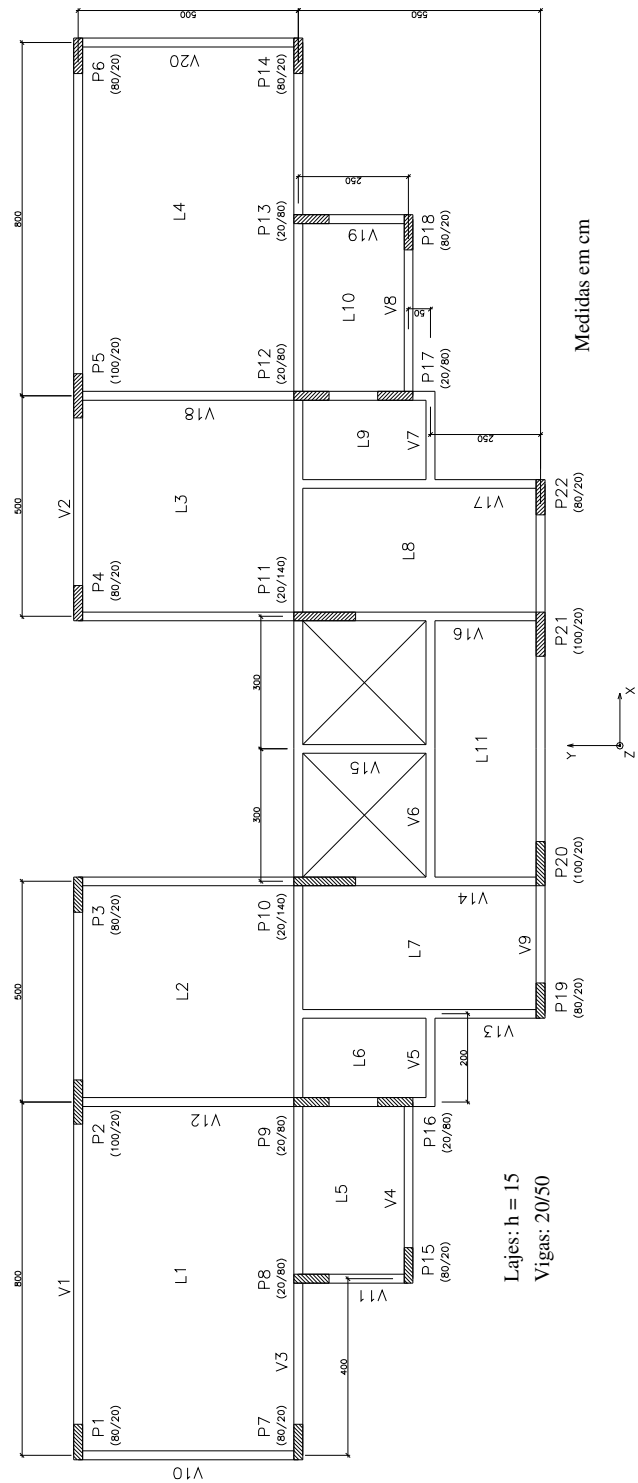 800
500
500
800
V1
V2
P1
(80/20)
P2
(100/20)
P3
(80/20)
P4
(80/20)
P5
(100/20)
P6
(80/20)
500
V10
L1
V12
L2
L3
V18
L4
V20
300
300
V3
P7
(80/20)
P8
(20/80)
P9
(20/80)
P10
(20/140)
P11
(20/140)
P12
(20/80)
P13
(20/80)
P14
(80/20)
400
V11
L5
L6
L7
V15
L8
L9
L10
V19
250
550
V4
V5
V6
V7
V8
50
P15
(80/20)
P16
(20/80)
P17
(20/80)
P18
(80/20)
200
V13
V14
L11
V16
V17
250
V9
P19
(80/20)
P20
(100/20)
P21
(100/20)
P22
(80/20)
Lajes: h = 15
Vigas: 20/50
Y
Z
X
Medidas em cm